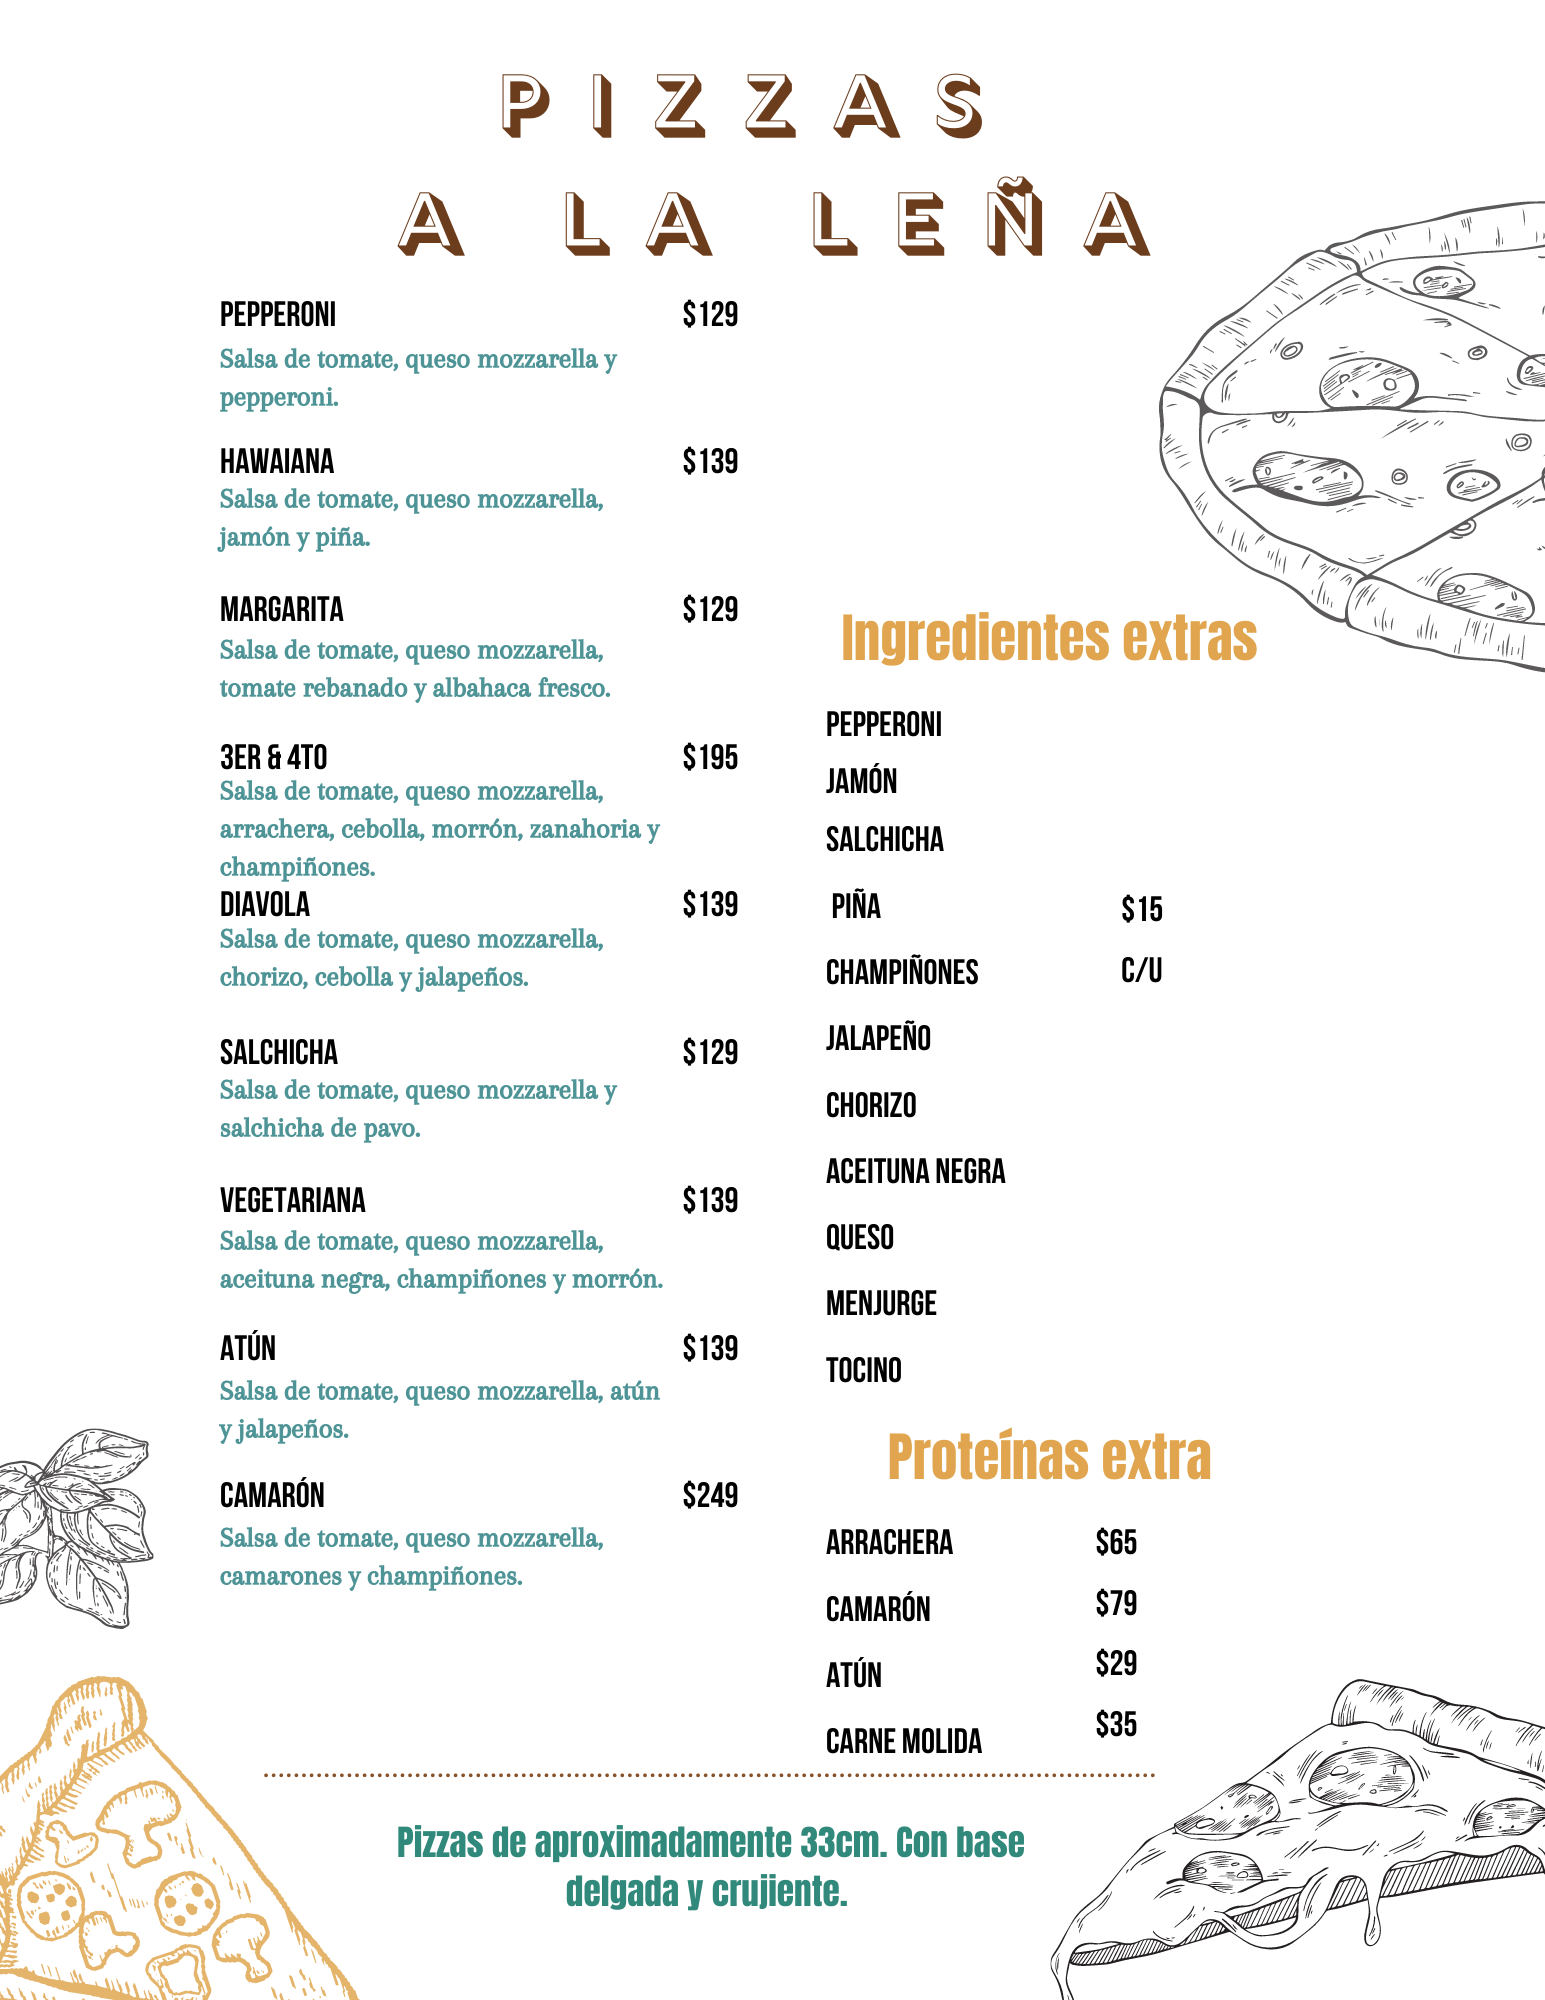 PIZZAS
A LA LEÑA
PEPPERONI $129
Salsa de tomate, queso mozzarella y
pepperoni.
HAWAIANA $139
Salsa de tomate, queso mozzarella,
jamón y piña.
MARGARITA $129
Salsa de tomate, queso mozzarella,
tomate rebanado y albahaca fresco.
3ER & 4TO $195
Salsa de tomate, queso mozzarella,
arrachera, cebolla, morrón, zanahoria y
champiñones.
DIAVOLA $139
Salsa de tomate, queso mozzarella,
chorizo, cebolla y jalapeños.
SALCHICHA $129
Salsa de tomate, queso mozzarella y
salchicha de pavo.
VEGETARIANA $139
Salsa de tomate, queso mozzarella,
aceituna negra, champiñones y morrón.
ATÚN $139
Salsa de tomate, queso mozzarella, atún
y jalapeños.
CAMARÓN $249
Salsa de tomate, queso mozzarella,
camarones y champiñones.
Ingredientes extras
PEPPERONI
JAMÓN
SALCHICHA
PIÑA $15
CHAMPIÑONES C/U
JALAPEÑO
CHORIZO
ACEITUNA NEGRA
QUESO
MENJURGE
TOCINO
Proteínas extra
ARRACHERA $65
CAMARÓN $79
ATÚN $29
CARNE MOLIDA $35
Pizzas de aproximadamente 33cm. Con base
delgada y crujiente.